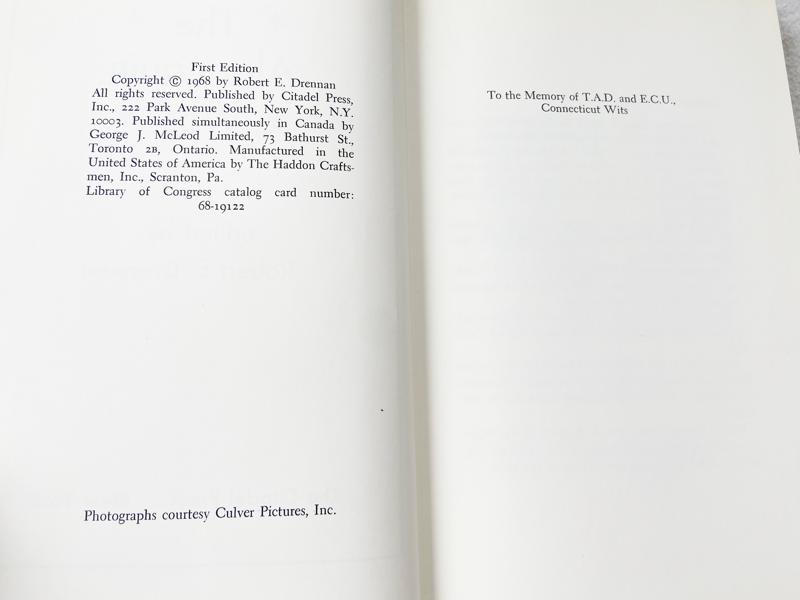 First Edition
Copyright © 1968 by Robert E. Drennan
All rights reserved. Published by Citadel Press,
Inc., 222 Park Avenue South, New York, N.Y.
10003. Published simultaneously in Canada by
George J. McLeod Limited, 73 Bathurst St.,
Toronto 2B, Ontario. Manufactured in the
United States of America by The Haddon Crafts-
men, Inc., Scranton, Pa.
Library of Congress catalog card number:
68-19122
Photographs courtesy Culver Pictures, Inc.
To the Memory of T.A.D. and E.C.U.,
Connecticut Wits